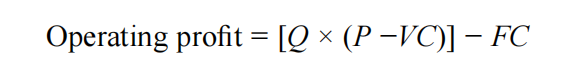 Operating profit = [Q × (P −VC)] − FC